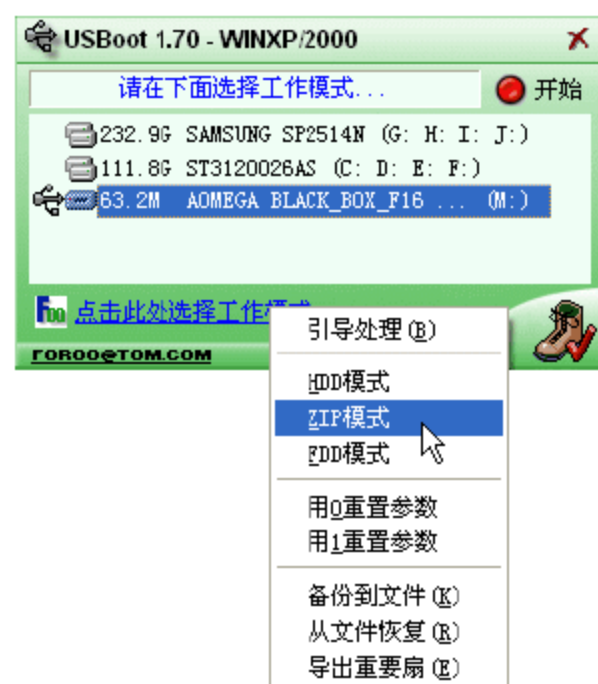 USBoot 1.70 - WINXP/2000
请在下面选择工作模式...
开始
232.9G SAMSUNG SP2514N (G: H: I: J:)
111.8G ST3120026AS (C: D: E: F:)
63.2M AOMEGA BLACK_BOX_F16 ... (M:)
Foo 点击此处选择工作
ГОROO@TOM.COM
引导处理(B)
HDD模式
ZIP模式
FDD模式
用0重置参数
用1重置参数
备份到文件(K)
从文件恢复(R)
导出重要扇(E)